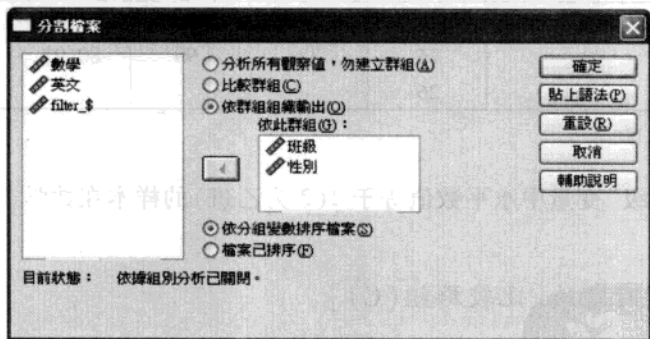 分割檔案
數學
英文
filter_$
分析所有觀察值，勿建立群組(A)
比較群組(C)
依群組組織輸出(O)
依此群組(G)：
班級
性別
依分組變數排序檔案(S)
檔案已排序(F)
目前狀態： 依據組別分析已關閉。
確定
貼上語法(P)
重設(R)
取消
輔助說明